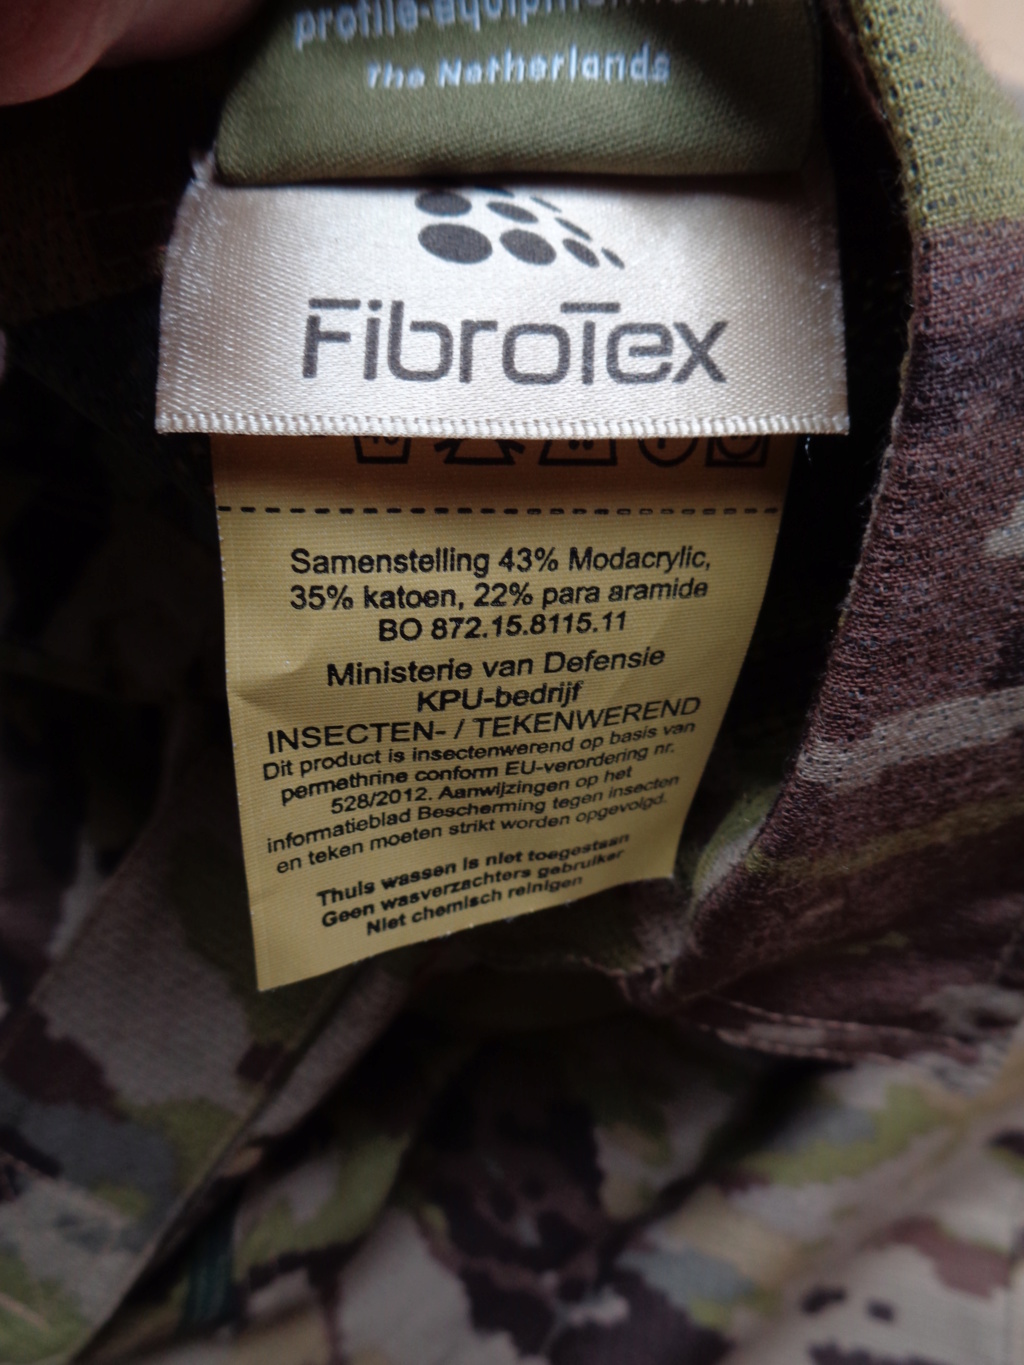 The Netherlands
FibroTex
Samenstelling 43% Modacrylic,
35% katoen, 22% para aramide
BO 872.15.8115.11
Ministerie van Defensie
KPU-bedrijf
INSECTEN- / TEKENWEREND
Dit product is insectenwerend op basis van
permethrine conform EU-verordering nr.
528/2012. Aanwijzingen op het
informatieblad Bescherming tegen insecten
en teken moeten strikt worden opgevolgd.
Thuis wassen is niet toegestaan
Geen wasverzachters gebruiker
Niet chemisch reinigen